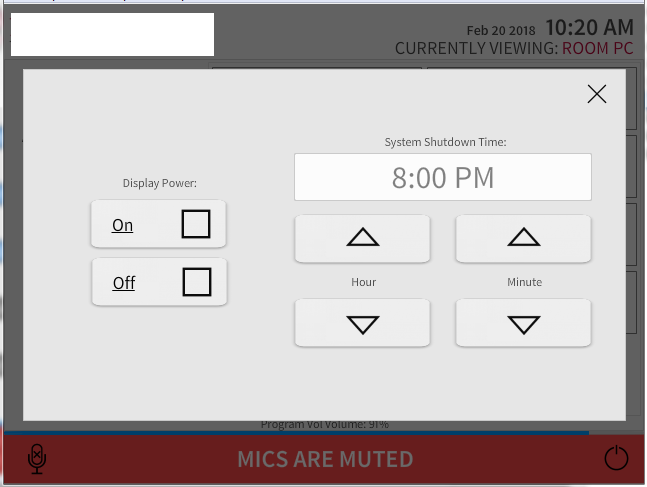 Feb 20 2018 10:20 AM
CURRENTLY VIEWING: ROOM PC
System Shutdown Time:
8:00 PM
Display Power:
On
Off
Hour
Minute
Program Vol Volume: 91%
MICS ARE MUTED